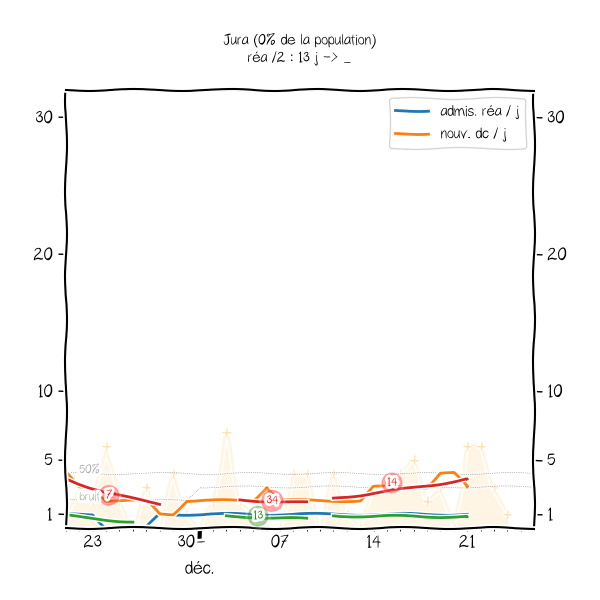 Jura (0% de la population)
réa /2 : 13 j -> _
admis. réa / j
nouv. dc / j
30 30
20 20
10 10
5 5
50%
bruit
1 1
7
34
13
14
23 30 07 14 21
déc.